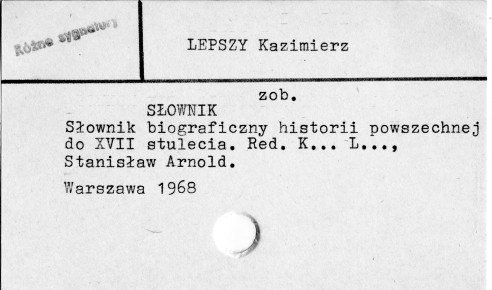 Różne sygnatury
LEPSZY Kazimierz
zob.
SŁOWNIK
Słownik biograficzny historii powszechnej
do XVII stulecia. Red. K... L...,
Stanisław Arnold.
Warszawa 1968